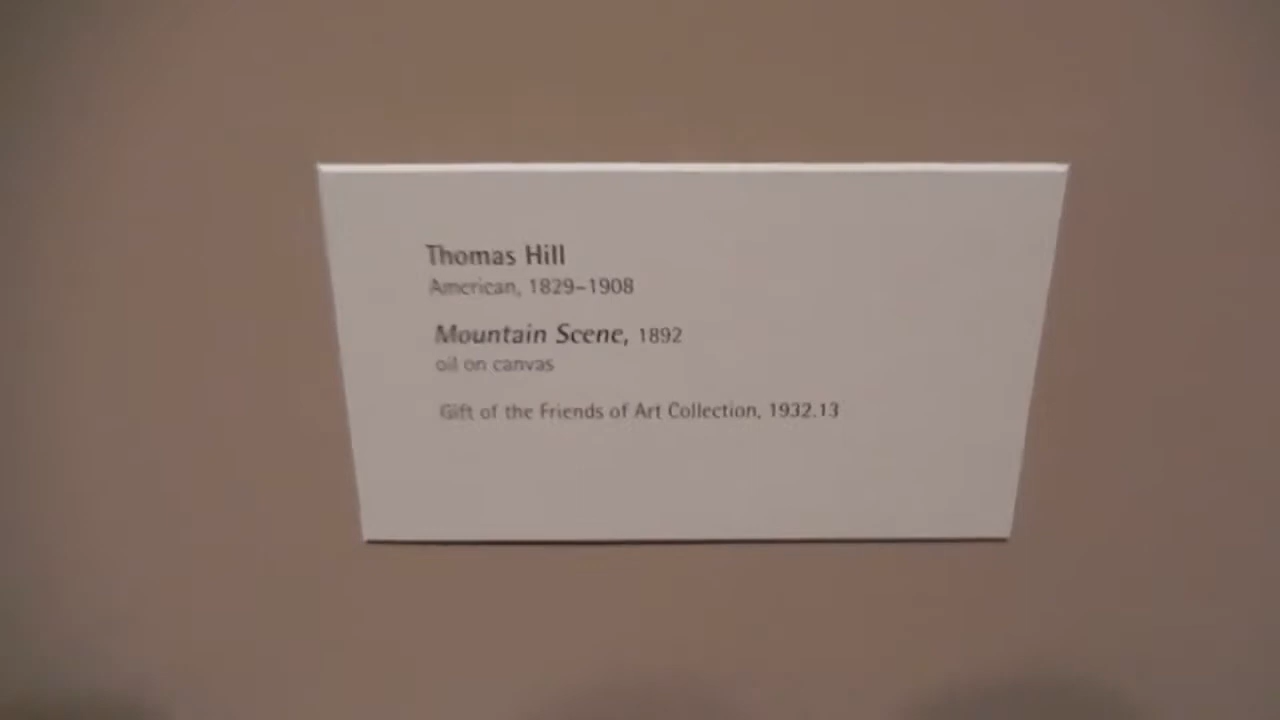 Thomas Hill
American, 1829–1908
Mountain Scene, 1892
oil on canvas
Gift of the Friends of Art Collection, 1932.13